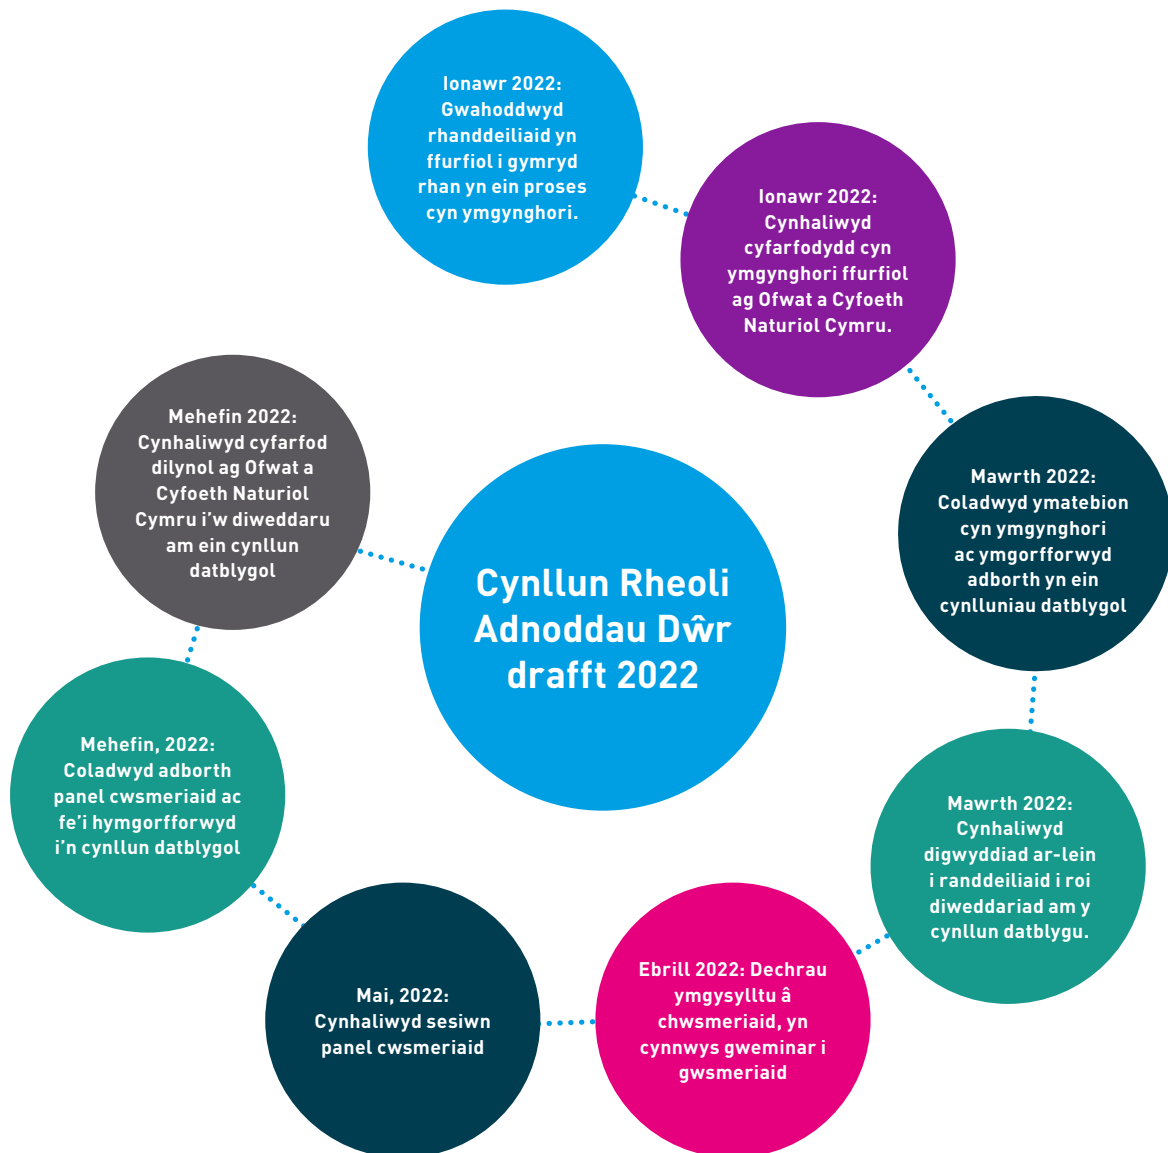 Ionawr 2022:
Gwahoddwyd
rhanddeiliaid yn
ffurfiol i gymryd
rhan yn ein proses
cyn ymgynghori.
Ionawr 2022:
Cynhaliwyd
cyfarfodydd cyn
ymgynghori ffurfiol
ag Ofwat a Cyfoeth
Naturiol Cymru.
Mawrth 2022:
Coladwyd ymatebion
cyn ymgynghori
ac ymgorfforwyd
adborth yn ein
cynlluniau datblygol
Mawrth 2022:
Cynhaliwyd
digwyddiad ar-lein
i randdeiliaid i roi
diweddariad am y
cynllun datblygu.
Ebrill 2022: Dechrau
ymgysylltu â
chwsmeriaid, yn
cynnwys gweminar i
gwsmeriaid
Mai, 2022:
Cynhaliwyd sesiwn
panel cwsmeriaid
Mehefin, 2022:
Coladwyd adborth
panel cwsmeriaid ac
fe'i hymgorfforwyd
i'n cynllun datblygol
Mehefin 2022:
Cynhaliwyd cyfarfod
dilynol ag Ofwat a
Cyfoeth Naturiol
Cymru i'w diweddaru
am ein cynllun
datblygol
Cynllun Rheoli
Adnoddau Dŵr
drafft 2022